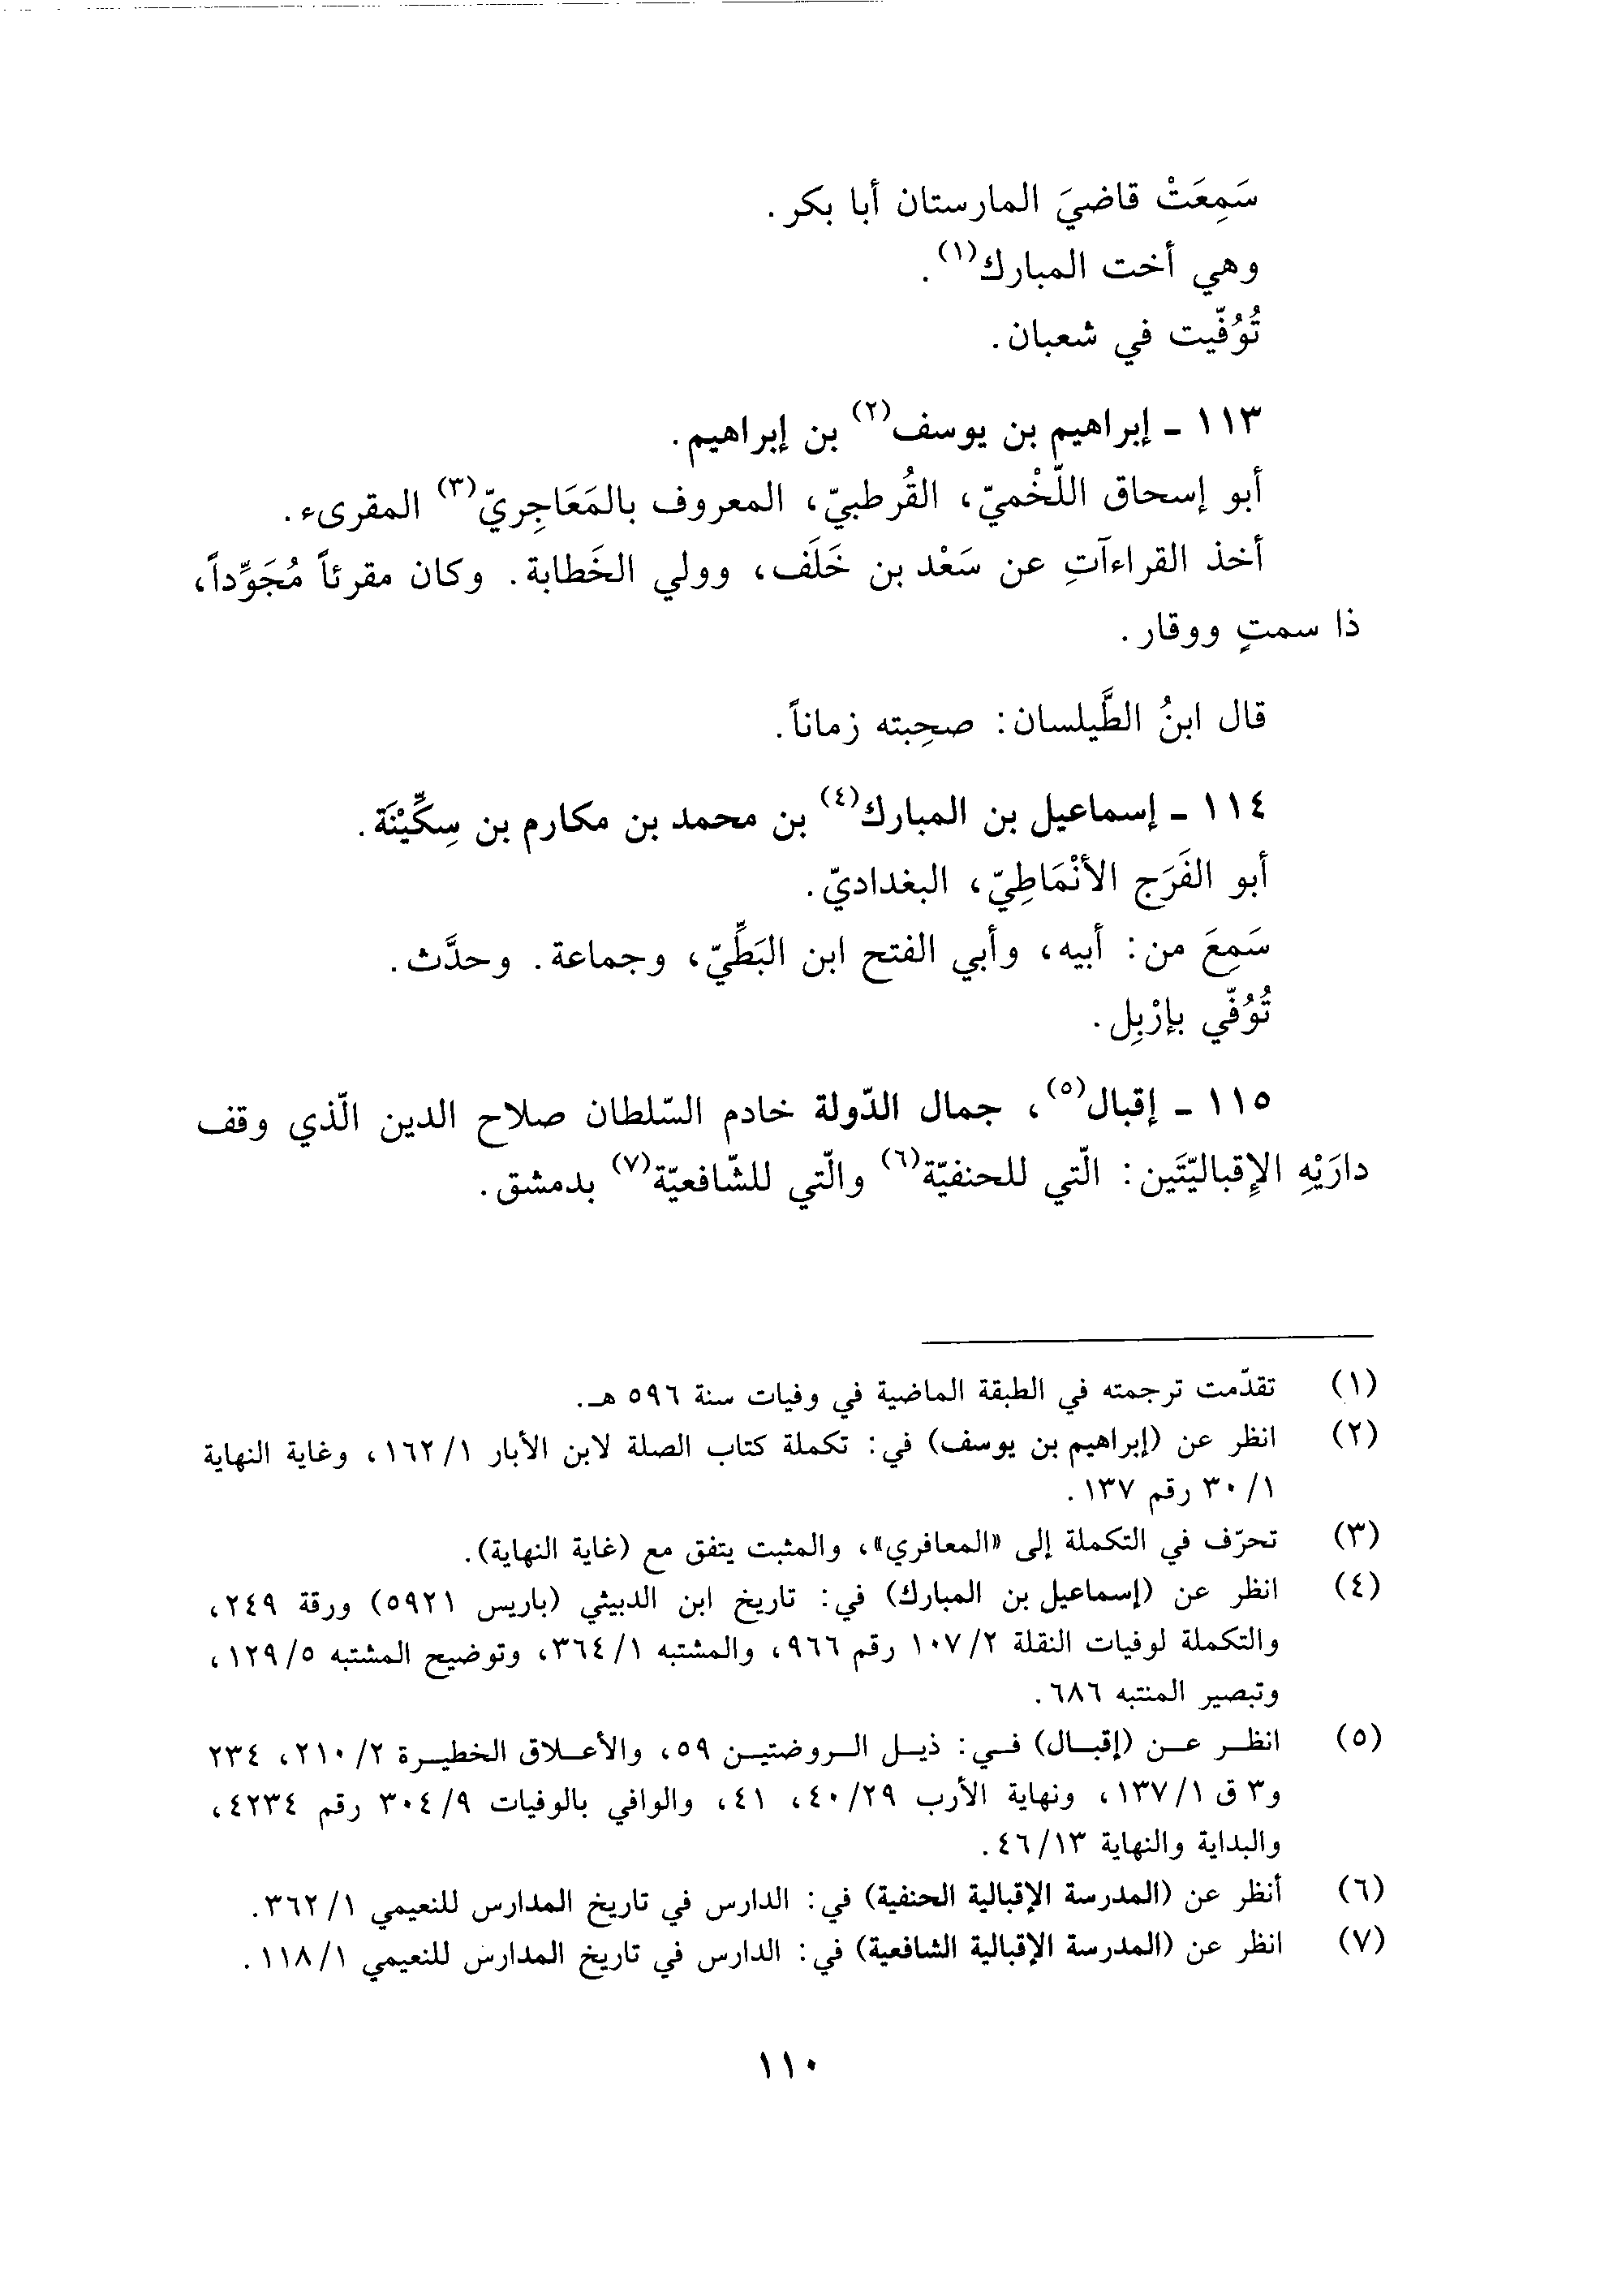 سَمِعَتْ قاضيَ المارستان أبا بكر.
وهي أخت المبارك(١).
تُوُفّيت في شعبان.
١١٣ - إبراهيم بن يوسف(٢) بن إبراهيم.
أبو إسحاق اللّخْميّ، القُرطبيّ، المعروف بالمَعَاجِريّ(٣) المقرىء.
أخذ القراءآتِ عن سَعْد بن خَلَف، وولي الخَطابة. وكان مقرئاً مُجَوِّداً،
ذا سمتٍ ووقار.
قال ابنُ الطَّيلسان: صحِبته زماناً.
١١٤ - إسماعيل بن المبارك(٤) بن محمد بن مكارم بن سِكِّيْنَة.
أبو الفَرَج الأنْمَاطِيّ، البغداديّ.
سَمِعَ من: أبيه، وأبي الفتح ابن البَطِّيّ، وجماعة. وحدَّث.
تُوُفّي بإرْبِل.
١١٥ - إقبال(٥)، جمال الدّولة خادم السّلطان صلاح الدين الّذي وقف
دارَيْهِ الإِقباليّتَين: الّتي للحنفيّة(٦) والّتي للشّافعيّة(٧) بدمشق.
(١) تقدّمت ترجمته في الطبقة الماضية في وفيات سنة ٥٩٦ هـ.
(٢) انظر عن (إبراهيم بن يوسف) في: تكملة كتاب الصلة لابن الأبار ١/١٦٢، وغاية النهاية
١/٣٠ رقم ١٣٧.
(٣) تحرّف في التكملة إلى «المعافري»، والمثبت يتفق مع (غاية النهاية).
(٤) انظر عن (إسماعيل بن المبارك) في: تاريخ ابن الدبيثي (باريس ٥٩٢١) ورقة ٢٤٩،
والتكملة لوفيات النقلة ٢/١٠٧ رقم ٩٦٦، والمشتبه ١/٣٦٤، وتوضيح المشتبه ٥/١٢٩،
وتبصير المنتبه ٦٨٦.
(٥) انظر عن (إقبال) في: ذيل الروضتين ٥٩، والأعلاق الخطيرة ٢/٢١٠، ٢٣٤
و٣ ق ١/١٣٧، ونهاية الأرب ٢٩/٤٠، ٤١، والوافي بالوفيات ٩/٣٠٤ رقم ٤٢٣٤،
والبداية والنهاية ١٣/٤٦.
(٦) أنظر عن (المدرسة الإقبالية الحنفية) في: الدارس في تاريخ المدارس للنعيمي ١/٣٦٢.
(٧) انظر عن (المدرسة الإقبالية الشافعية) في: الدارس في تاريخ المدارس للنعيمي ١/١١٨.
١١٠